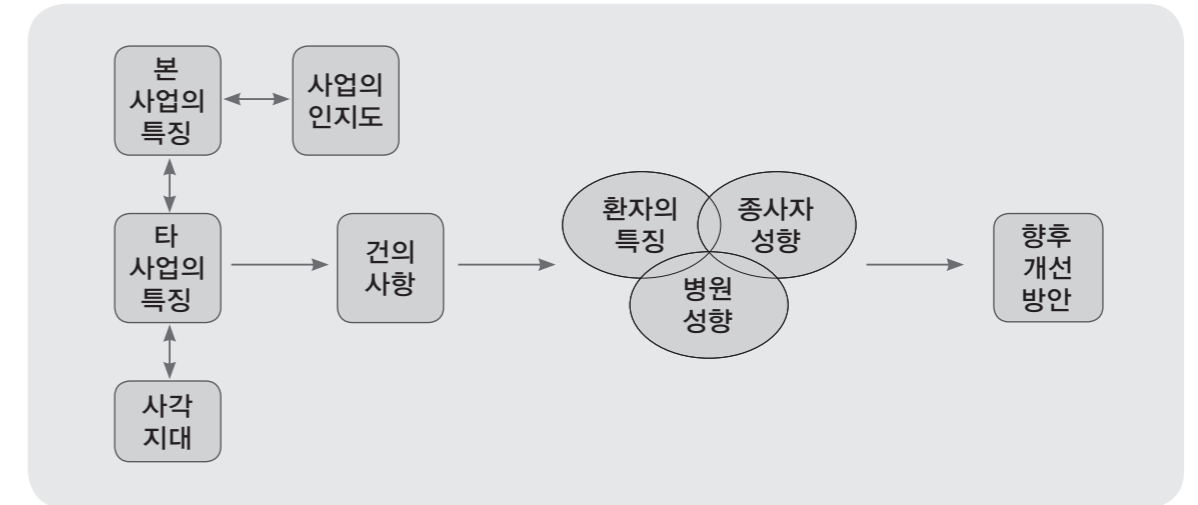 본
사업의
특징
사업의
인지도
타
사업의
특징
건의
사항
환자의
특징
종사자
성향
병원
성향
향후
개선
방안
사각
지대